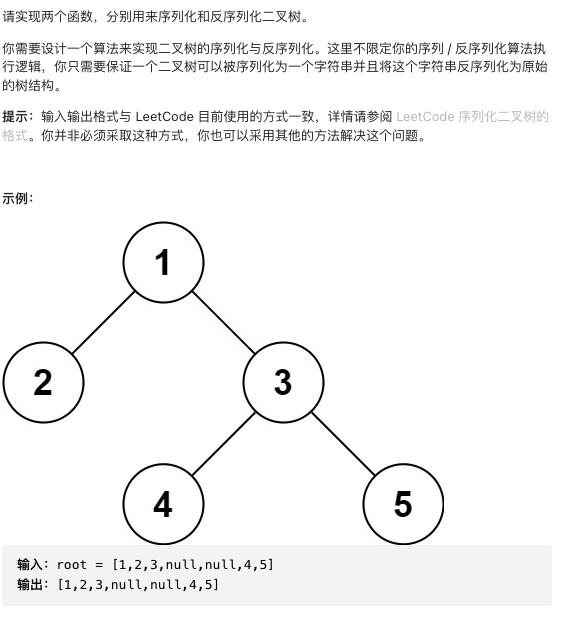 请实现两个函数，分别用来序列化和反序列化二叉树。
你需要设计一个算法来实现二叉树的序列化与反序列化。这里不限定你的序列 / 反序列化算法执
行逻辑，你只需要保证一个二叉树可以被序列化为一个字符串并且将这个字符串反序列化为原始
的树结构。
提示：输入输出格式与 LeetCode 目前使用的方式一致，详情请参阅 LeetCode 序列化二叉树的
格式。你并非必须采取这种方式，你也可以采用其他的方法解决这个问题。
示例：
1
2 3
4 5
输入：root = [1,2,3,null,null,4,5]
输出：[1,2,3,null,null,4,5]